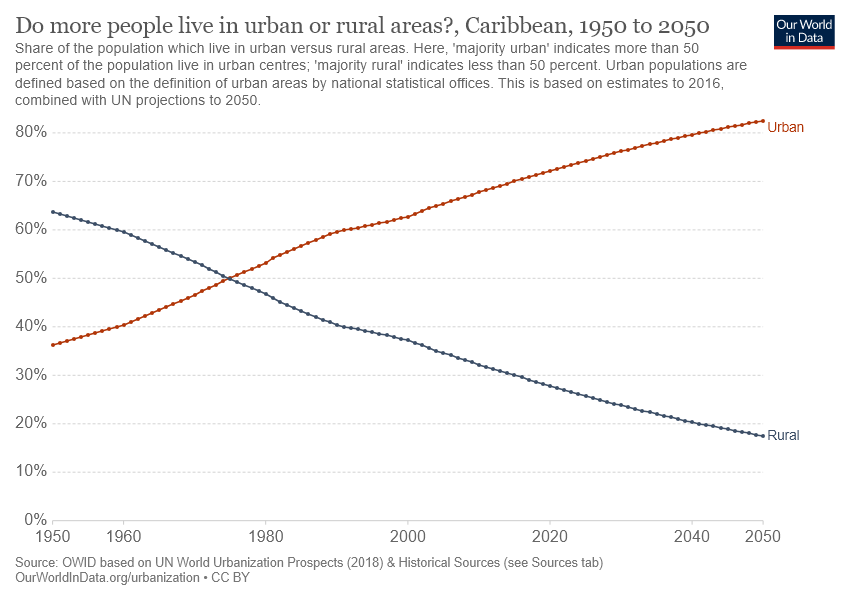 Do more people live in urban or rural areas?, Caribbean, 1950 to 2050
Our World
in Data
Share of the population which live in urban versus rural areas. Here, 'majority urban' indicates more than 50
percent of the population live in urban centres; 'majority rural' indicates less than 50 percent. Urban populations are
defined based on the definition of urban areas by national statistical offices. This is based on estimates to 2016,
combined with UN projections to 2050.
80%
Urban
70%
60%
50%
40%
30%
20%
Rural
10%
0%
1950 1960 1980 2000 2020 2040 2050
Source: OWID based on UN World Urbanization Prospects (2018) & Historical Sources (see Sources tab)
OurWorldInData.org/urbanization • CC BY